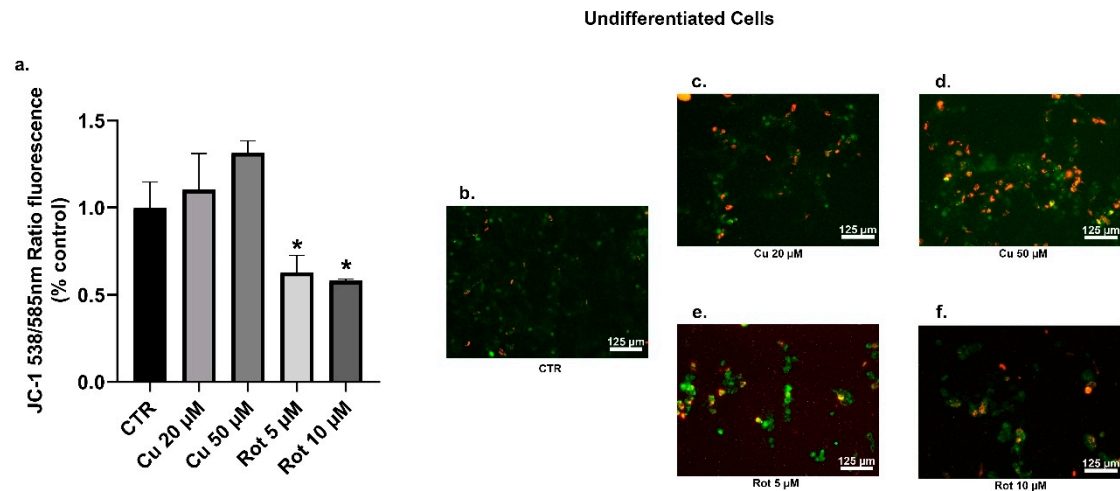 Undifferentiated Cells
a.
JC-1 538/585nm Ratio fluorescence
(% control)
1.5
1.0
0.5
0.0
*
*
CTR
Cu 20 µM
Cu 50 µM
Rot 5 µM
Rot 10 µM
b.
125 µm
CTR
c.
125 µm
Cu 20 µM
d.
125 µm
Cu 50 µM
e.
125 µm
Rot 5 µM
f.
125 µm
Rot 10 µM